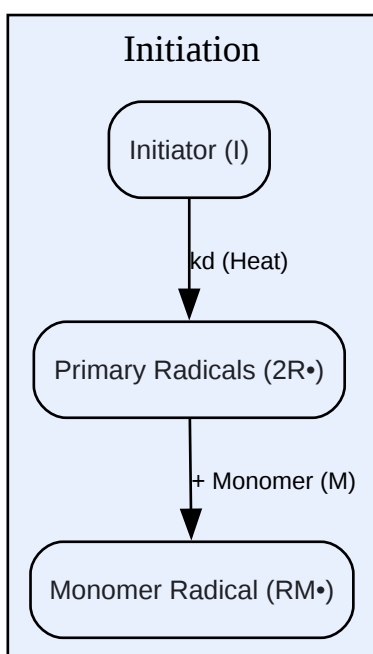 Initiation
Initiator (I)
kd (Heat)
Primary Radicals (2R•)
+ Monomer (M)
Monomer Radical (RM•)